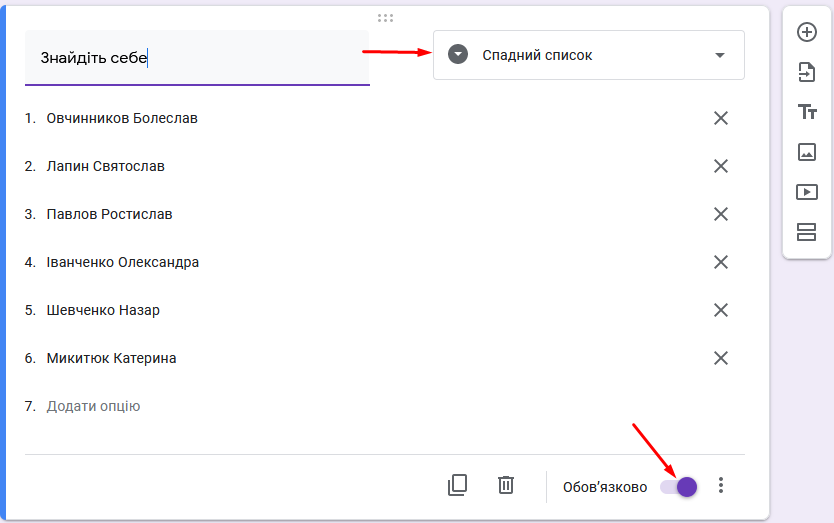 Знайдіть себе
Спадний список
1. Овчинников Болеслав
2. Лапин Святослав
3. Павлов Ростислав
4. Іванченко Олександра
5. Шевченко Назар
6. Микитюк Катерина
7. Додати опцію
Обов’язково